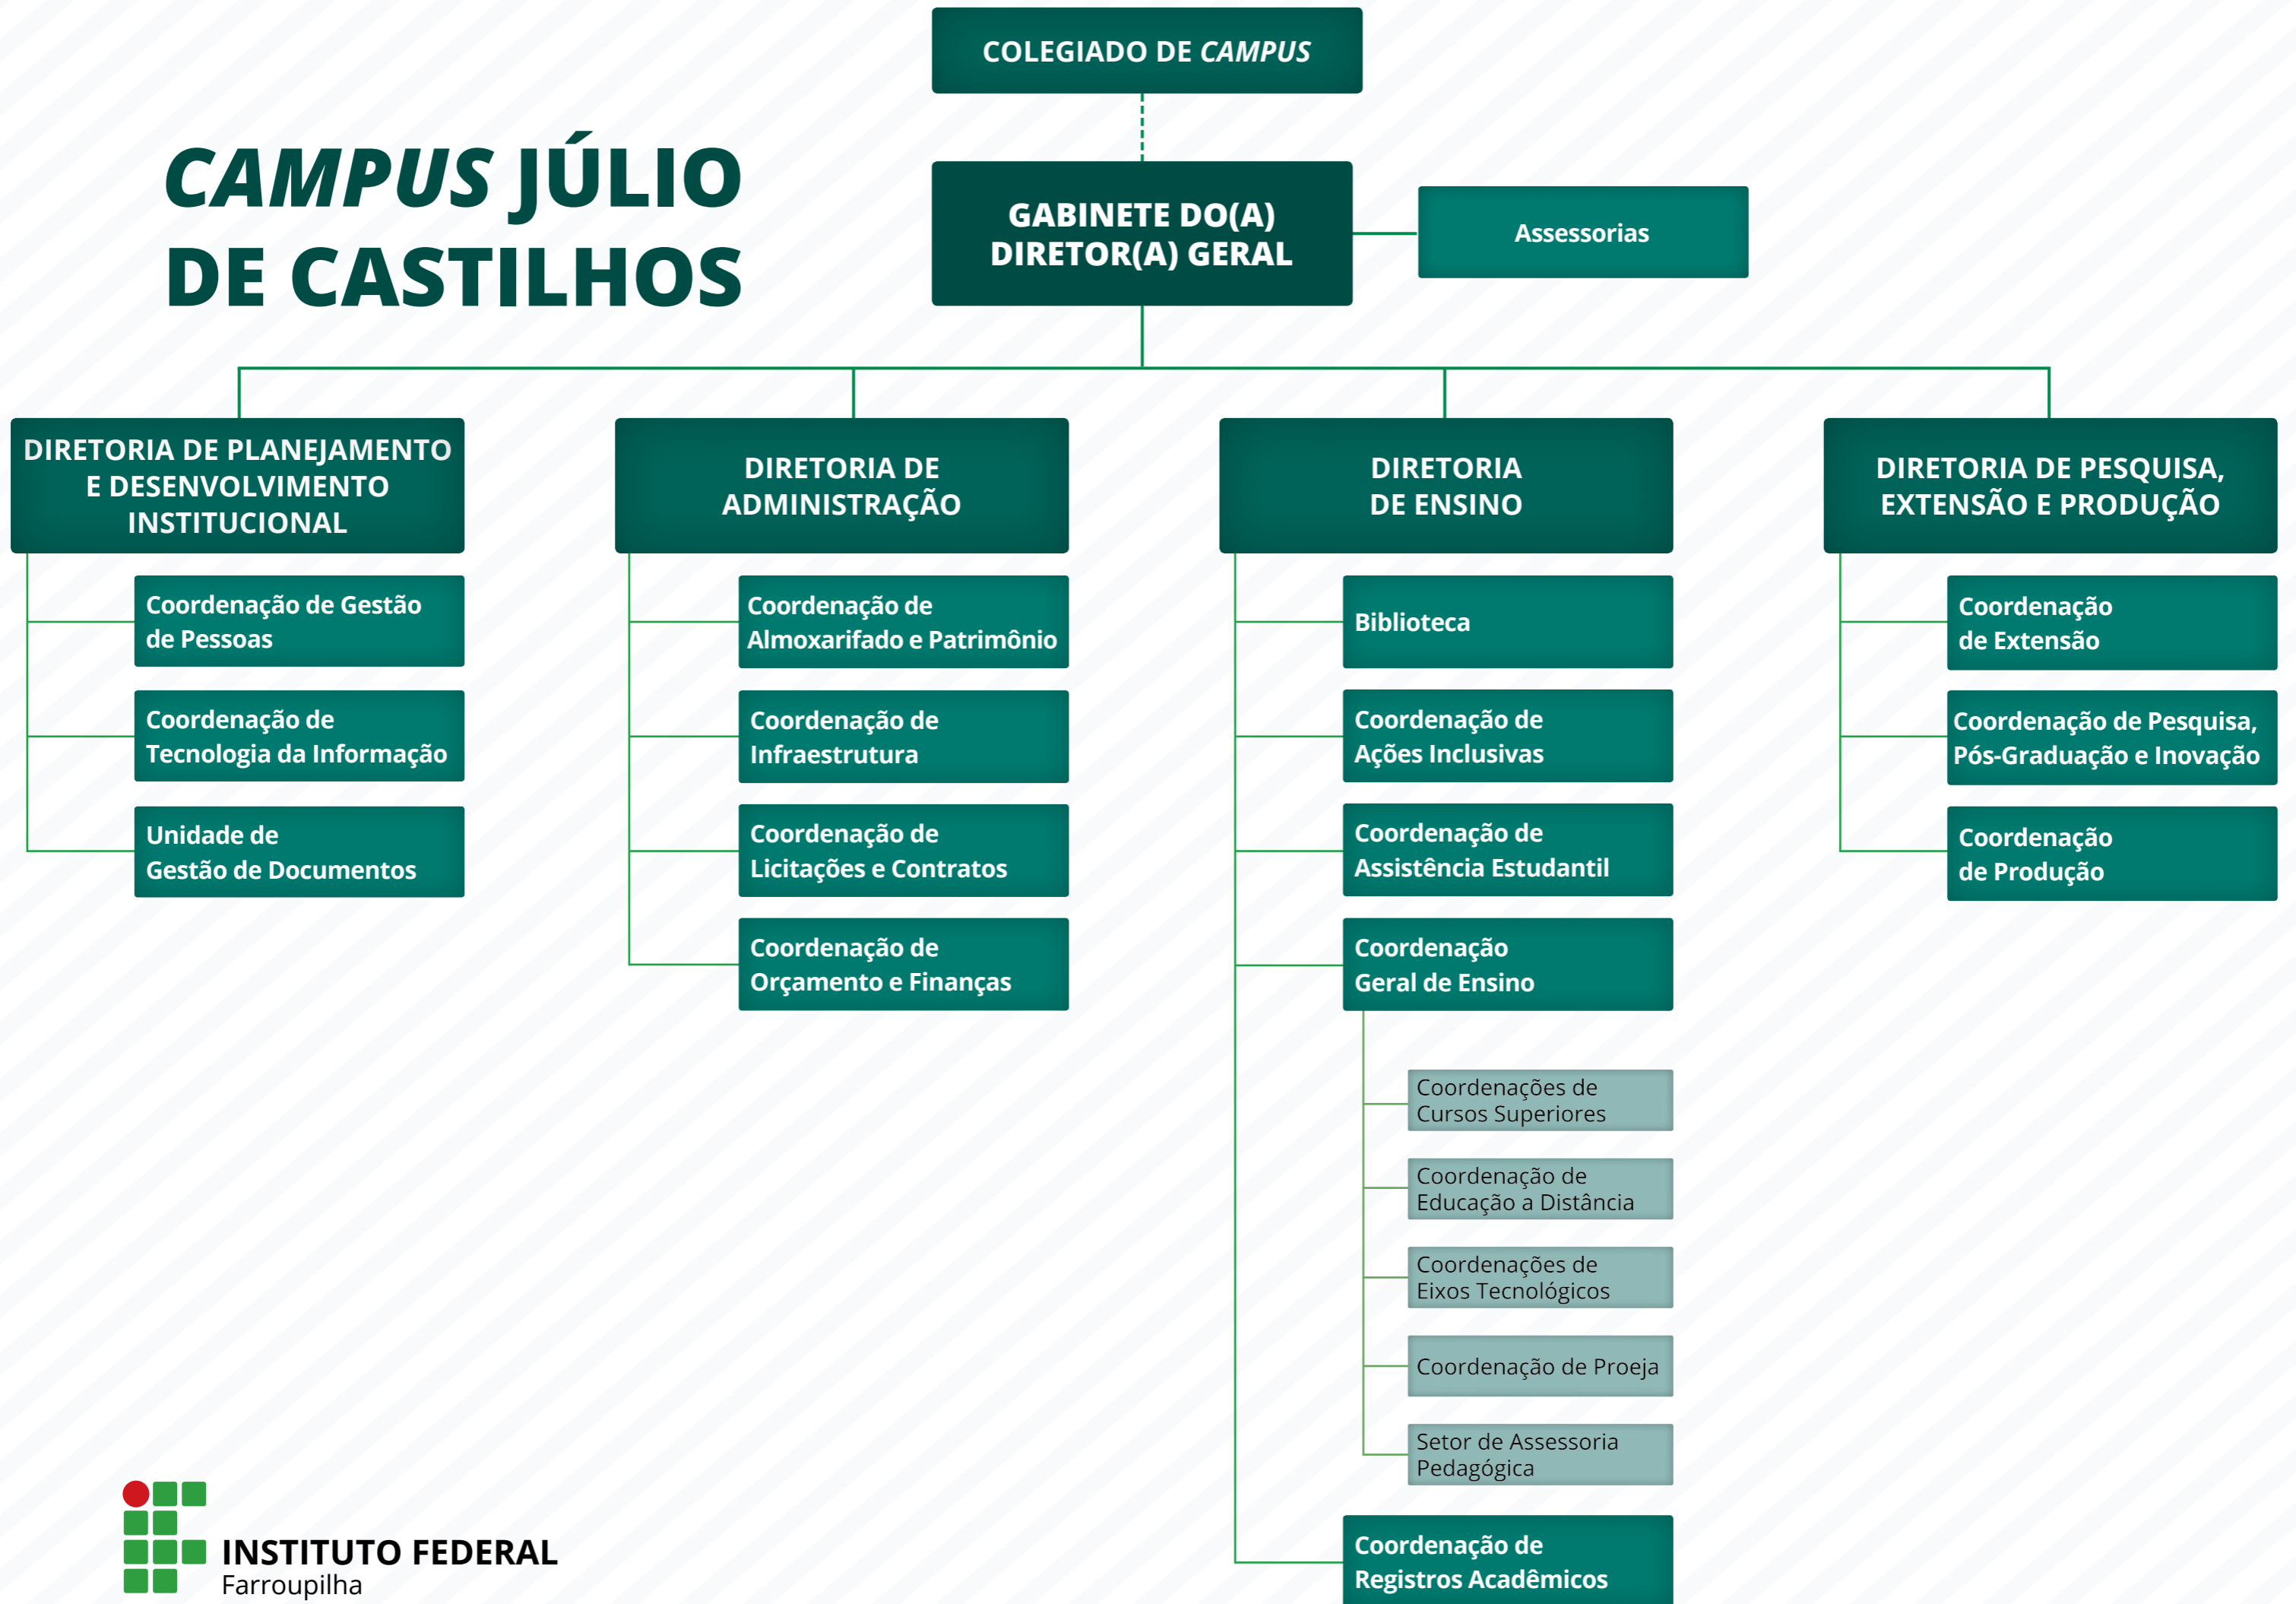 COLEGIADO DE CAMPUS
CAMPUS JÚLIO
DE CASTILHOS
GABINETE DO(A)
DIRETOR(A) GERAL
Assessorias
DIRETORIA DE PLANEJAMENTO
E DESENVOLVIMENTO
INSTITUCIONAL
Coordenação de Gestão
de Pessoas
Coordenação de
Tecnologia da Informação
Unidade de
Gestão de Documentos
DIRETORIA DE
ADMINISTRAÇÃO
Coordenação de
Almoxarifado e Patrimônio
Coordenação de
Infraestrutura
Coordenação de
Licitações e Contratos
Coordenação de
Orçamento e Finanças
DIRETORIA
DE ENSINO
Biblioteca
Coordenação de
Ações Inclusivas
Coordenação de
Assistência Estudantil
Coordenação
Geral de Ensino
Coordenações de
Cursos Superiores
Coordenação de
Educação a Distância
Coordenações de
Eixos Tecnológicos
Coordenação de Proeja
Setor de Assessoria
Pedagógica
Coordenação de
Registros Acadêmicos
DIRETORIA DE PESQUISA,
EXTENSÃO E PRODUÇÃO
Coordenação
de Extensão
Coordenação de Pesquisa,
Pós-Graduação e Inovação
Coordenação
de Produção
INSTITUTO FEDERAL
Farroupilha